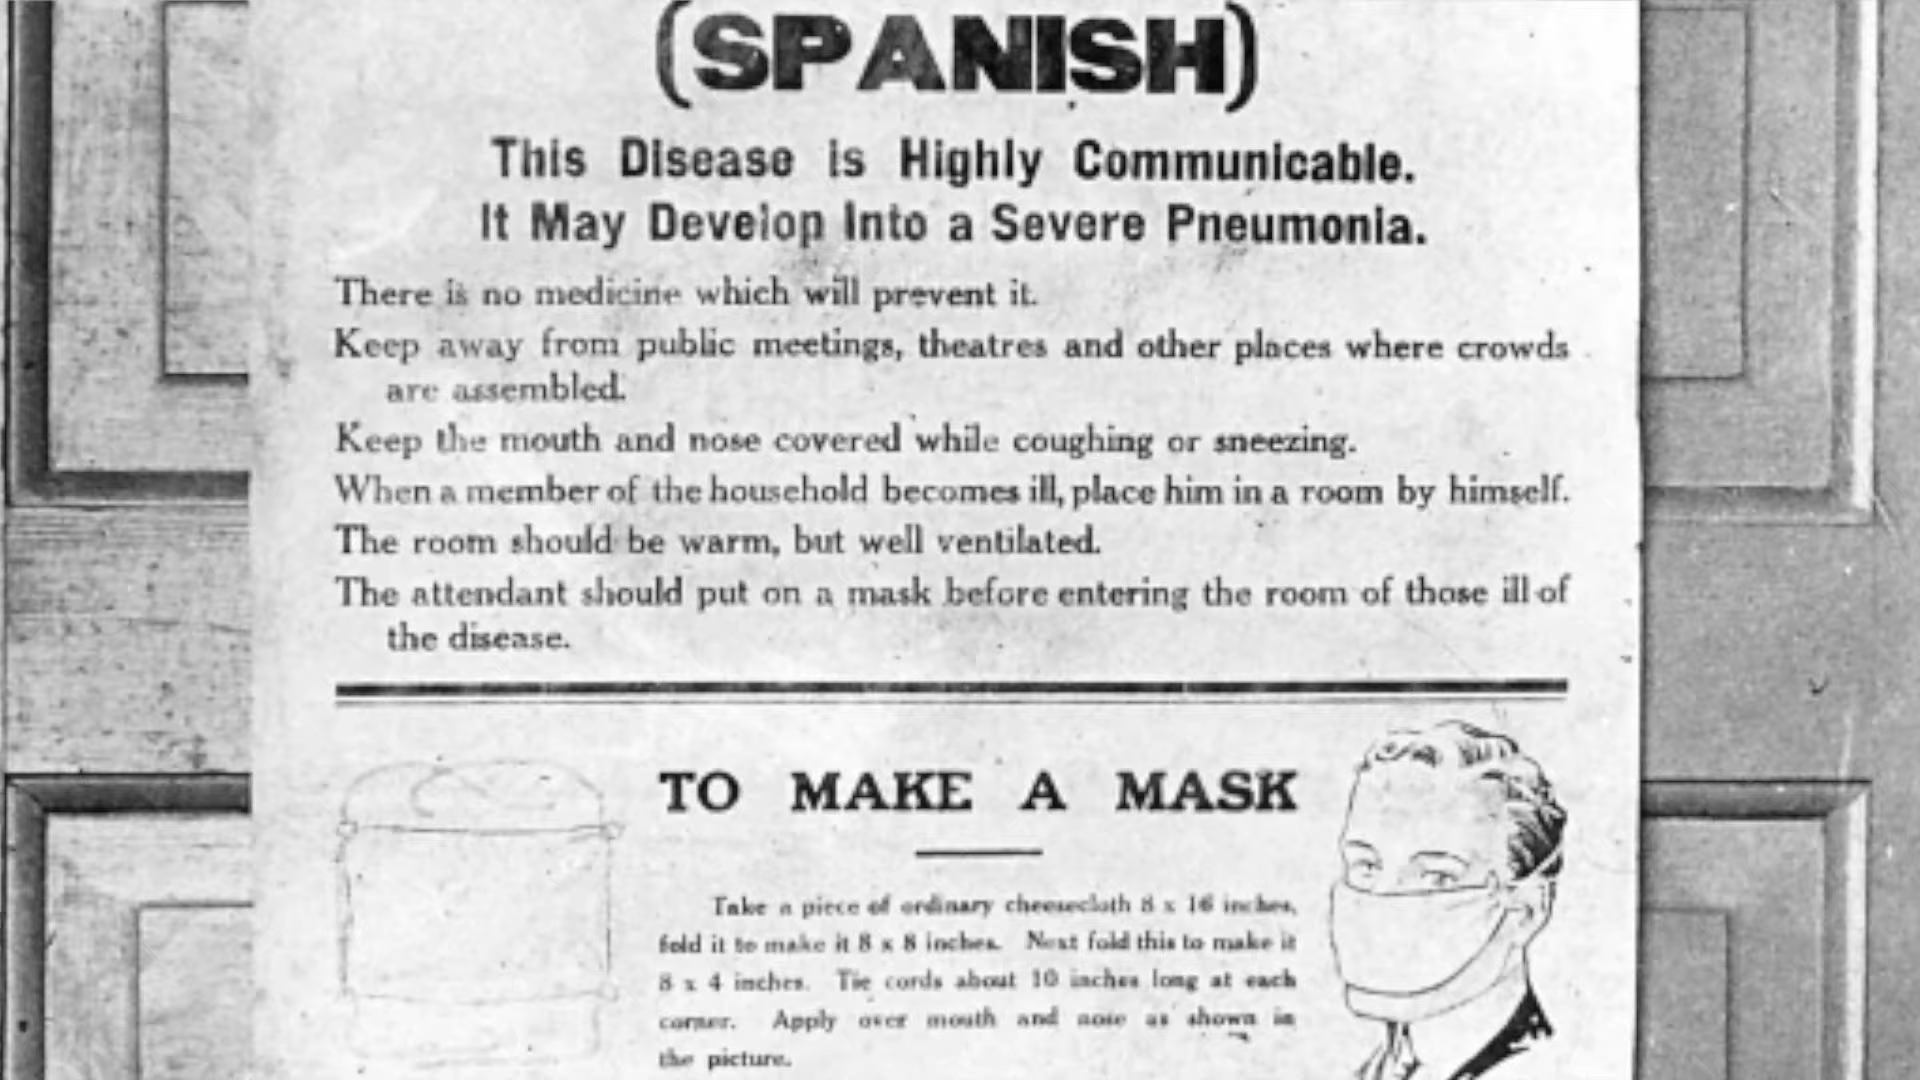 (SPANISH)
This Disease is Highly Communicable.
It May Develop Into a Severe Pneumonia.
There is no medicine which will prevent it.
Keep away from public meetings, theatres and other places where crowds
are assembled.
Keep the mouth and nose covered while coughing or sneezing.
When a member of the household becomes ill, place him in a room by himself.
The room should be warm, but well ventilated.
The attendant should put on a mask before entering the room of those ill of
the disease.
TO MAKE A MASK
Take a piece of ordinary cheesecloth 8 x 16 inches,
fold it to make it 8 x 8 inches. Next fold this to make it
8 x 4 inches. Tie cords about 10 inches long at each
corner. Apply over mouth and nose as shown in
the picture.